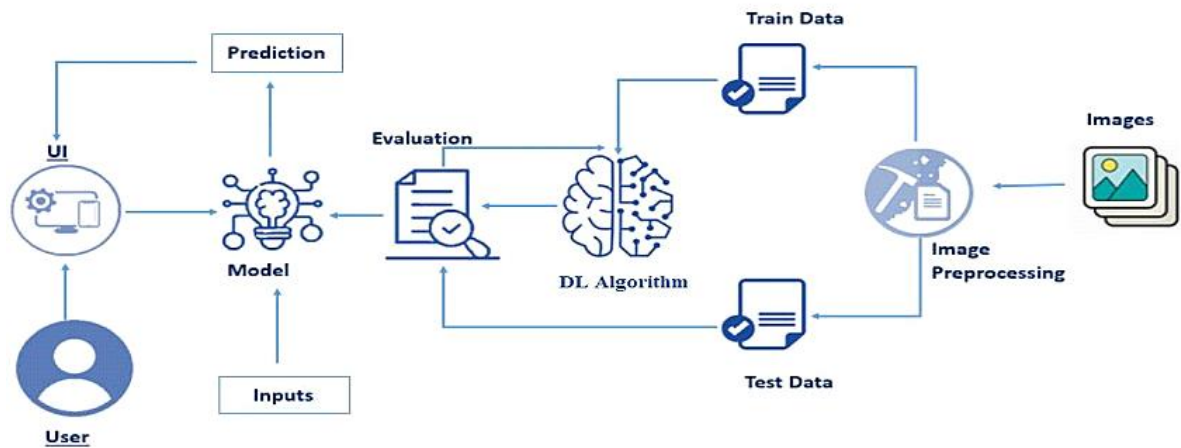 Train Data
Prediction
Images
Evaluation
UI
Model
Image
Preprocessing
DL Algorithm
Inputs
Test Data
User